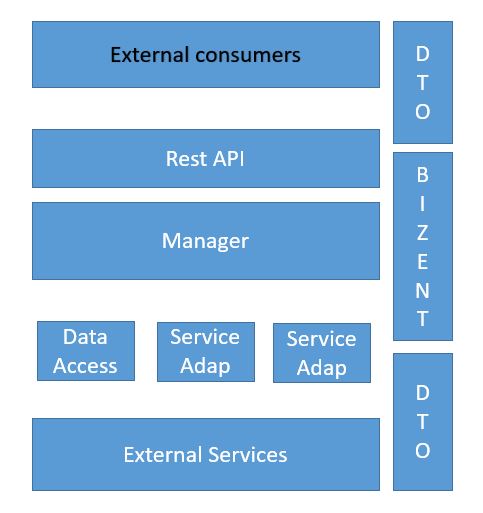 External consumers
D
T
O
Rest API
Manager
B
I
Z
E
N
T
Data
Access
Service
Adap
Service
Adap
External Services
D
T
O